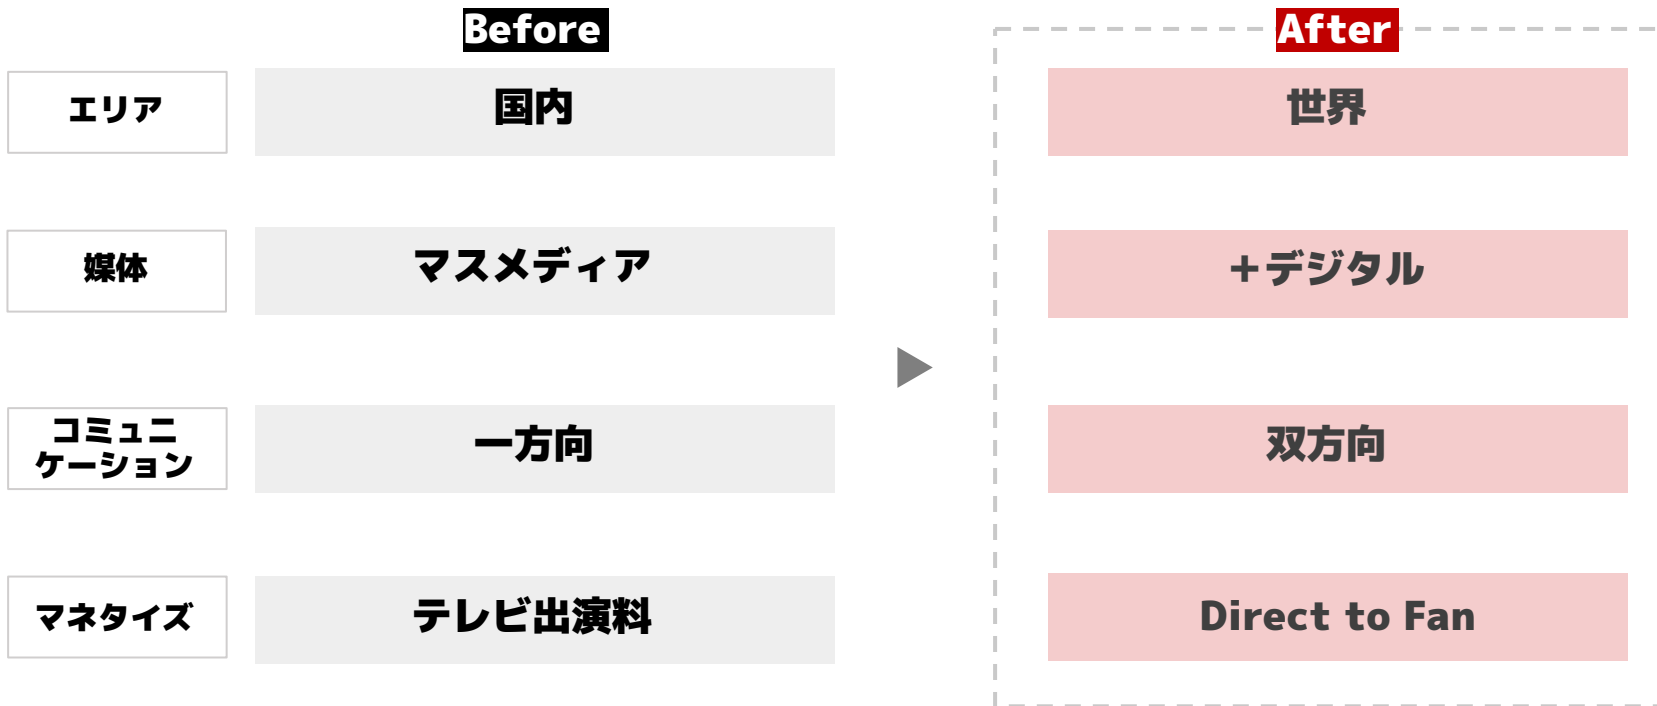 Before
After
エリア
国内
世界
媒体
マスメディア
+デジタル
コミュニ
ケーション
一方向
双方向
マネタイズ
テレビ出演料
Direct to Fan